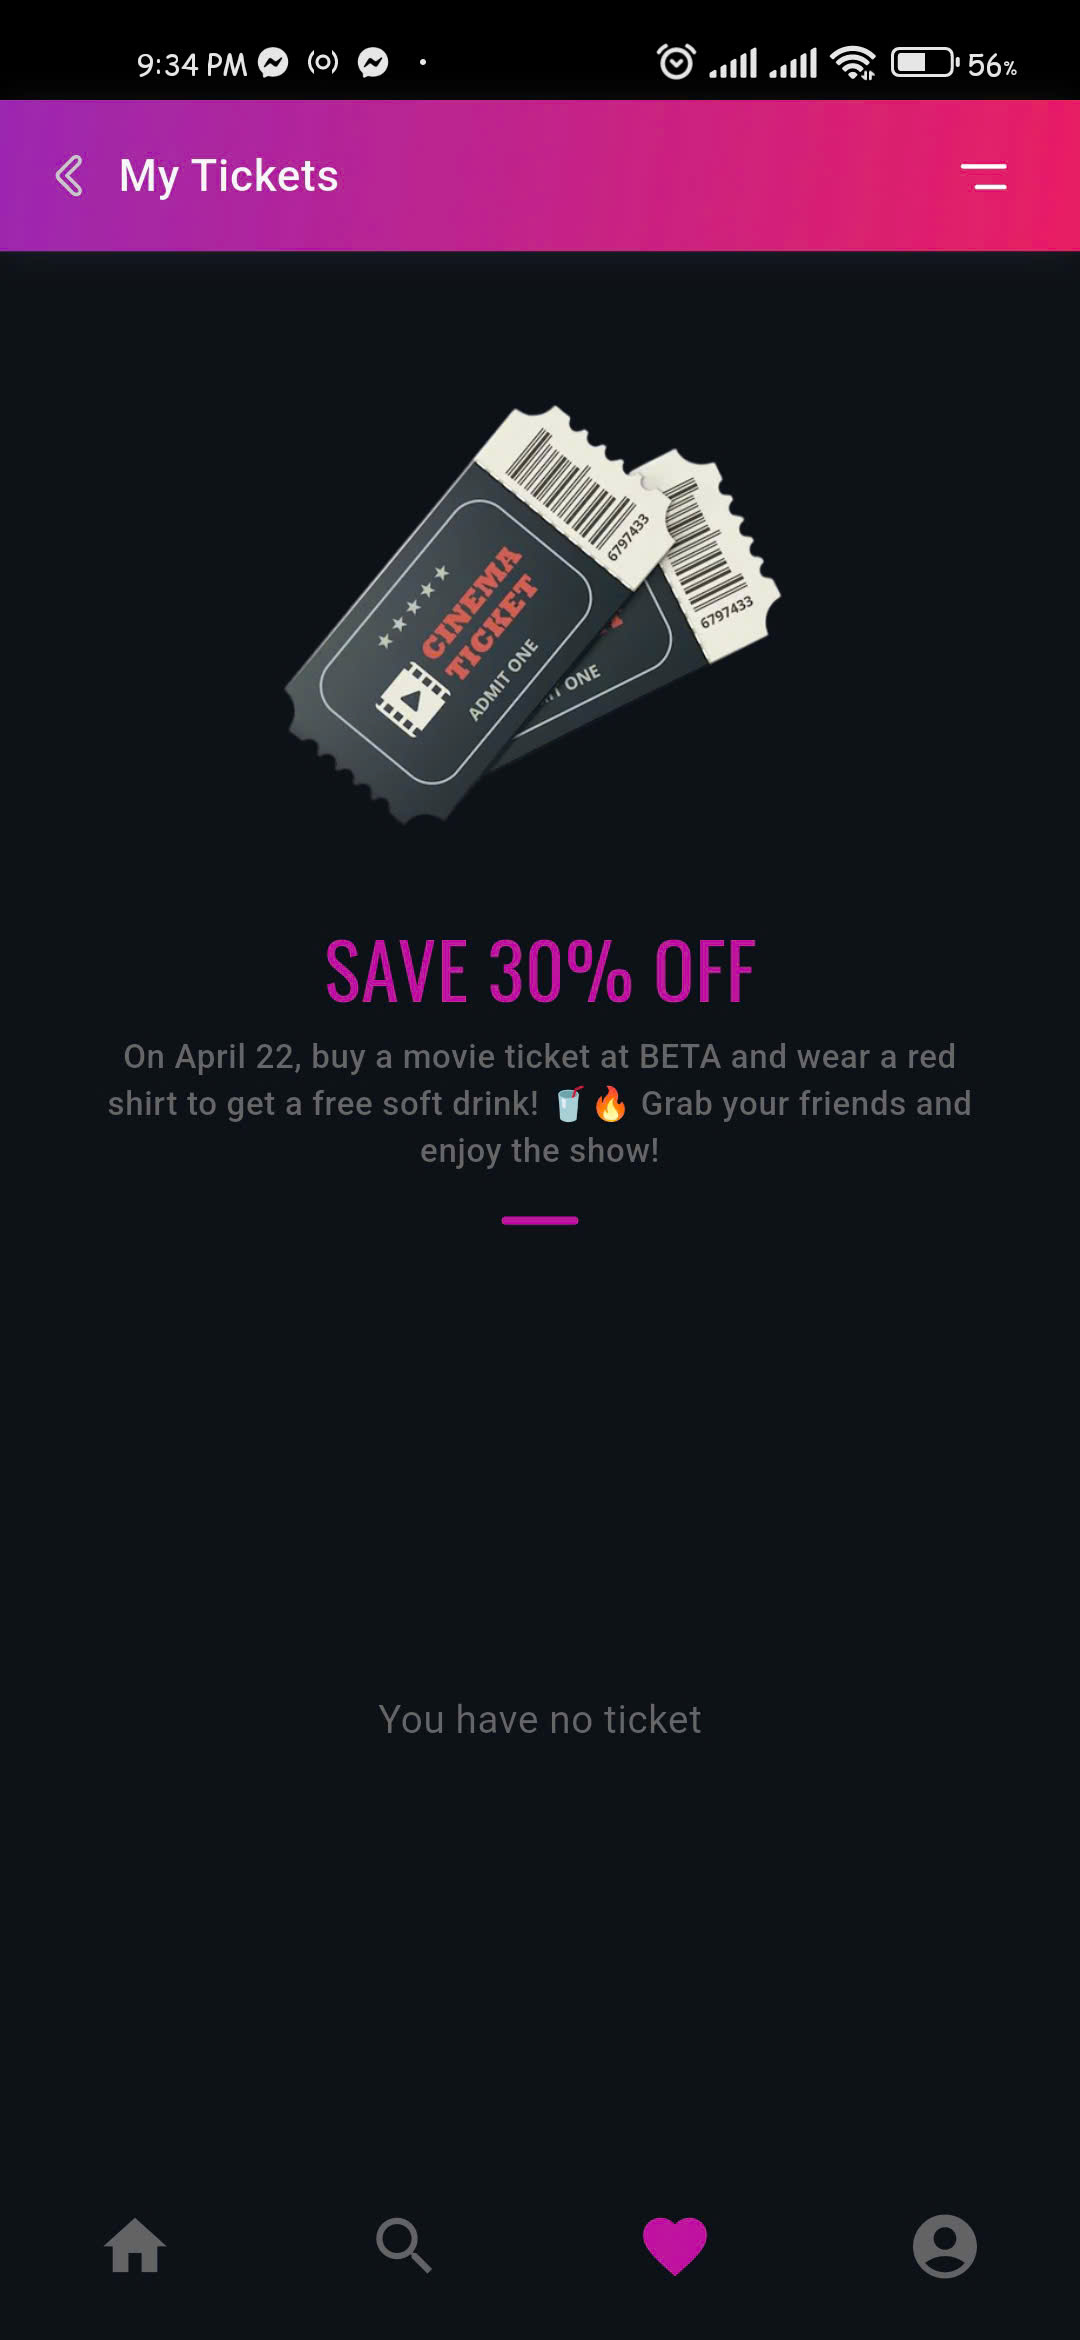 9:34 PM
56%
My Tickets
6797433
6797433
CINEMA
TICKET
ADMIT ONE
IT ONE
SAVE 30% OFF
On April 22, buy a movie ticket at BETA and wear a red
shirt to get a free soft drink! 🥤🔥 Grab your friends and
enjoy the show!
You have no ticket